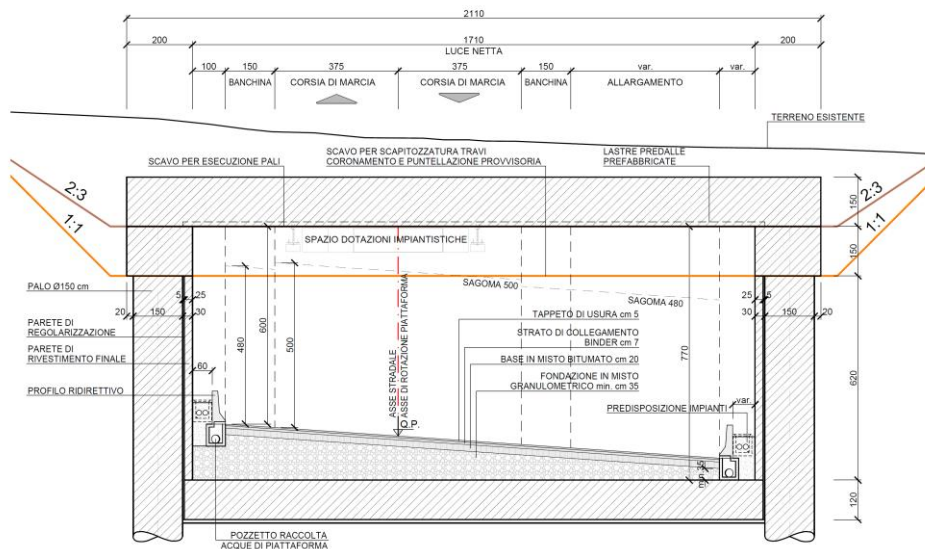 2110
200 1710 200
LUCE NETTA
100 150 375 375 150 var. var.
BANCHINA CORSIA DI MARCIA CORSIA DI MARCIA BANCHINA ALLARGAMENTO
TERRENO ESISTENTE
SCAVO PER ESECUZIONE PALI
SCAVO PER SCAPITOZZATURA TRAVI
CORONAMENTO E PUNTELLAZIONE PROVVISORIA
LASTRE PREDALLE
PREFABBRICATE
2:3
1:1
2:3
1:1
150
150
SPAZIO DOTAZIONI IMPIANTISTICHE
SAGOMA 500
SAGOMA 480
PALO Ø150 cm
5 25
20 150 30
25 5
30 150 20
PARETE DI
REGOLARIZZAZIONE
PARETE DI
RIVESTIMENTO FINALE
60
PROFILO RIDIRETTIVO
480
600
500
ASSE STRADALE
ASSE DI ROTAZIONE PIATTAFORMA
Q.P.
TAPPETO DI USURA cm 5
STRATO DI COLLEGAMENTO
BINDER cm 7
BASE IN MISTO BITUMATO cm 20
FONDAZIONE IN MISTO
GRANULOMETRICO min. cm 35
770
620
var.
PREDISPOSIZIONE IMPIANTI
min. 35
120
POZZETTO RACCOLTA
ACQUE DI PIATTAFORMA